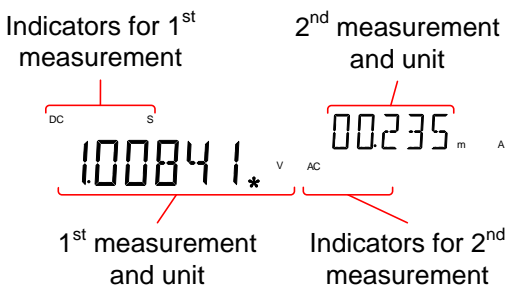 Indicators for 1st
measurement
2nd measurement
and unit
DC S
1.00841.* V
00.235 m A
AC
1st measurement
and unit
Indicators for 2nd
measurement